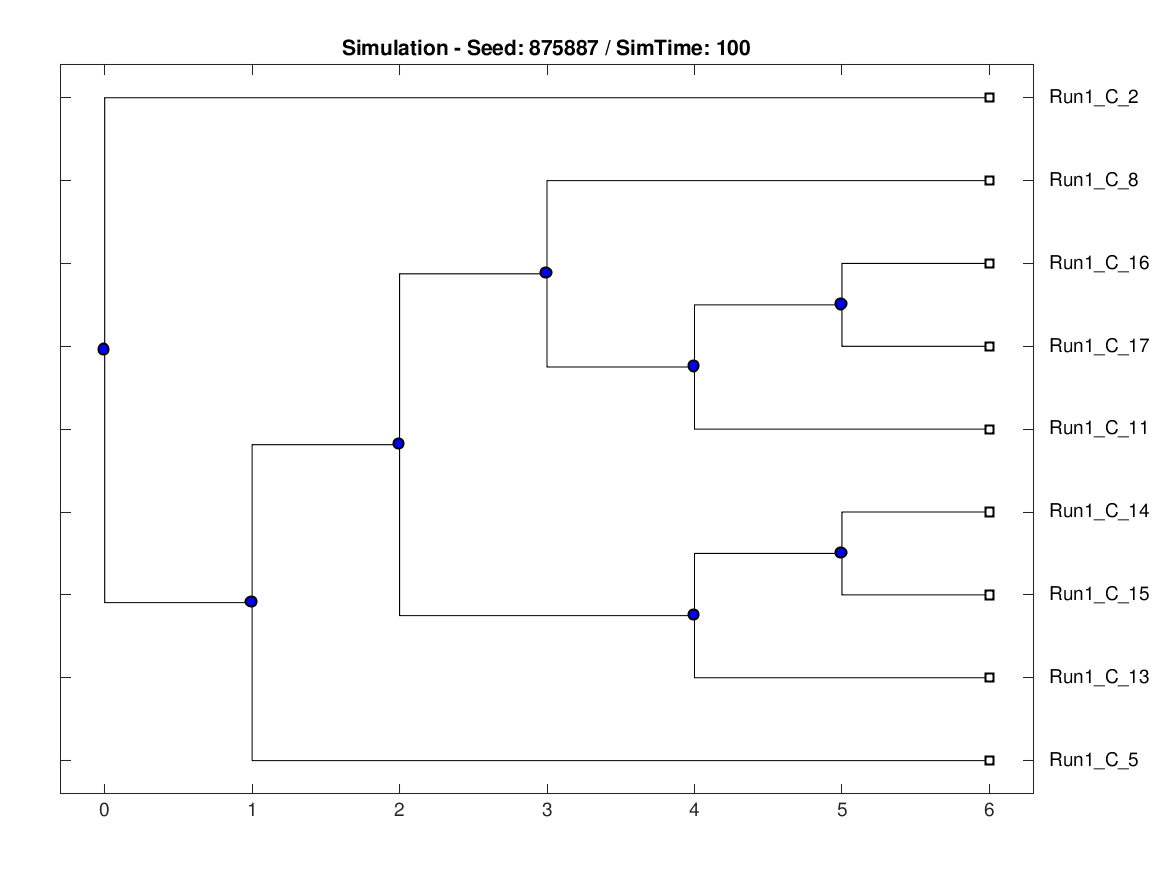 Simulation - Seed: 875887 / SimTime: 100
Run1_C_2
Run1_C_8
Run1_C_16
Run1_C_17
Run1_C_11
Run1_C_14
Run1_C_15
Run1_C_13
Run1_C_5
0 1 2 3 4 5 6